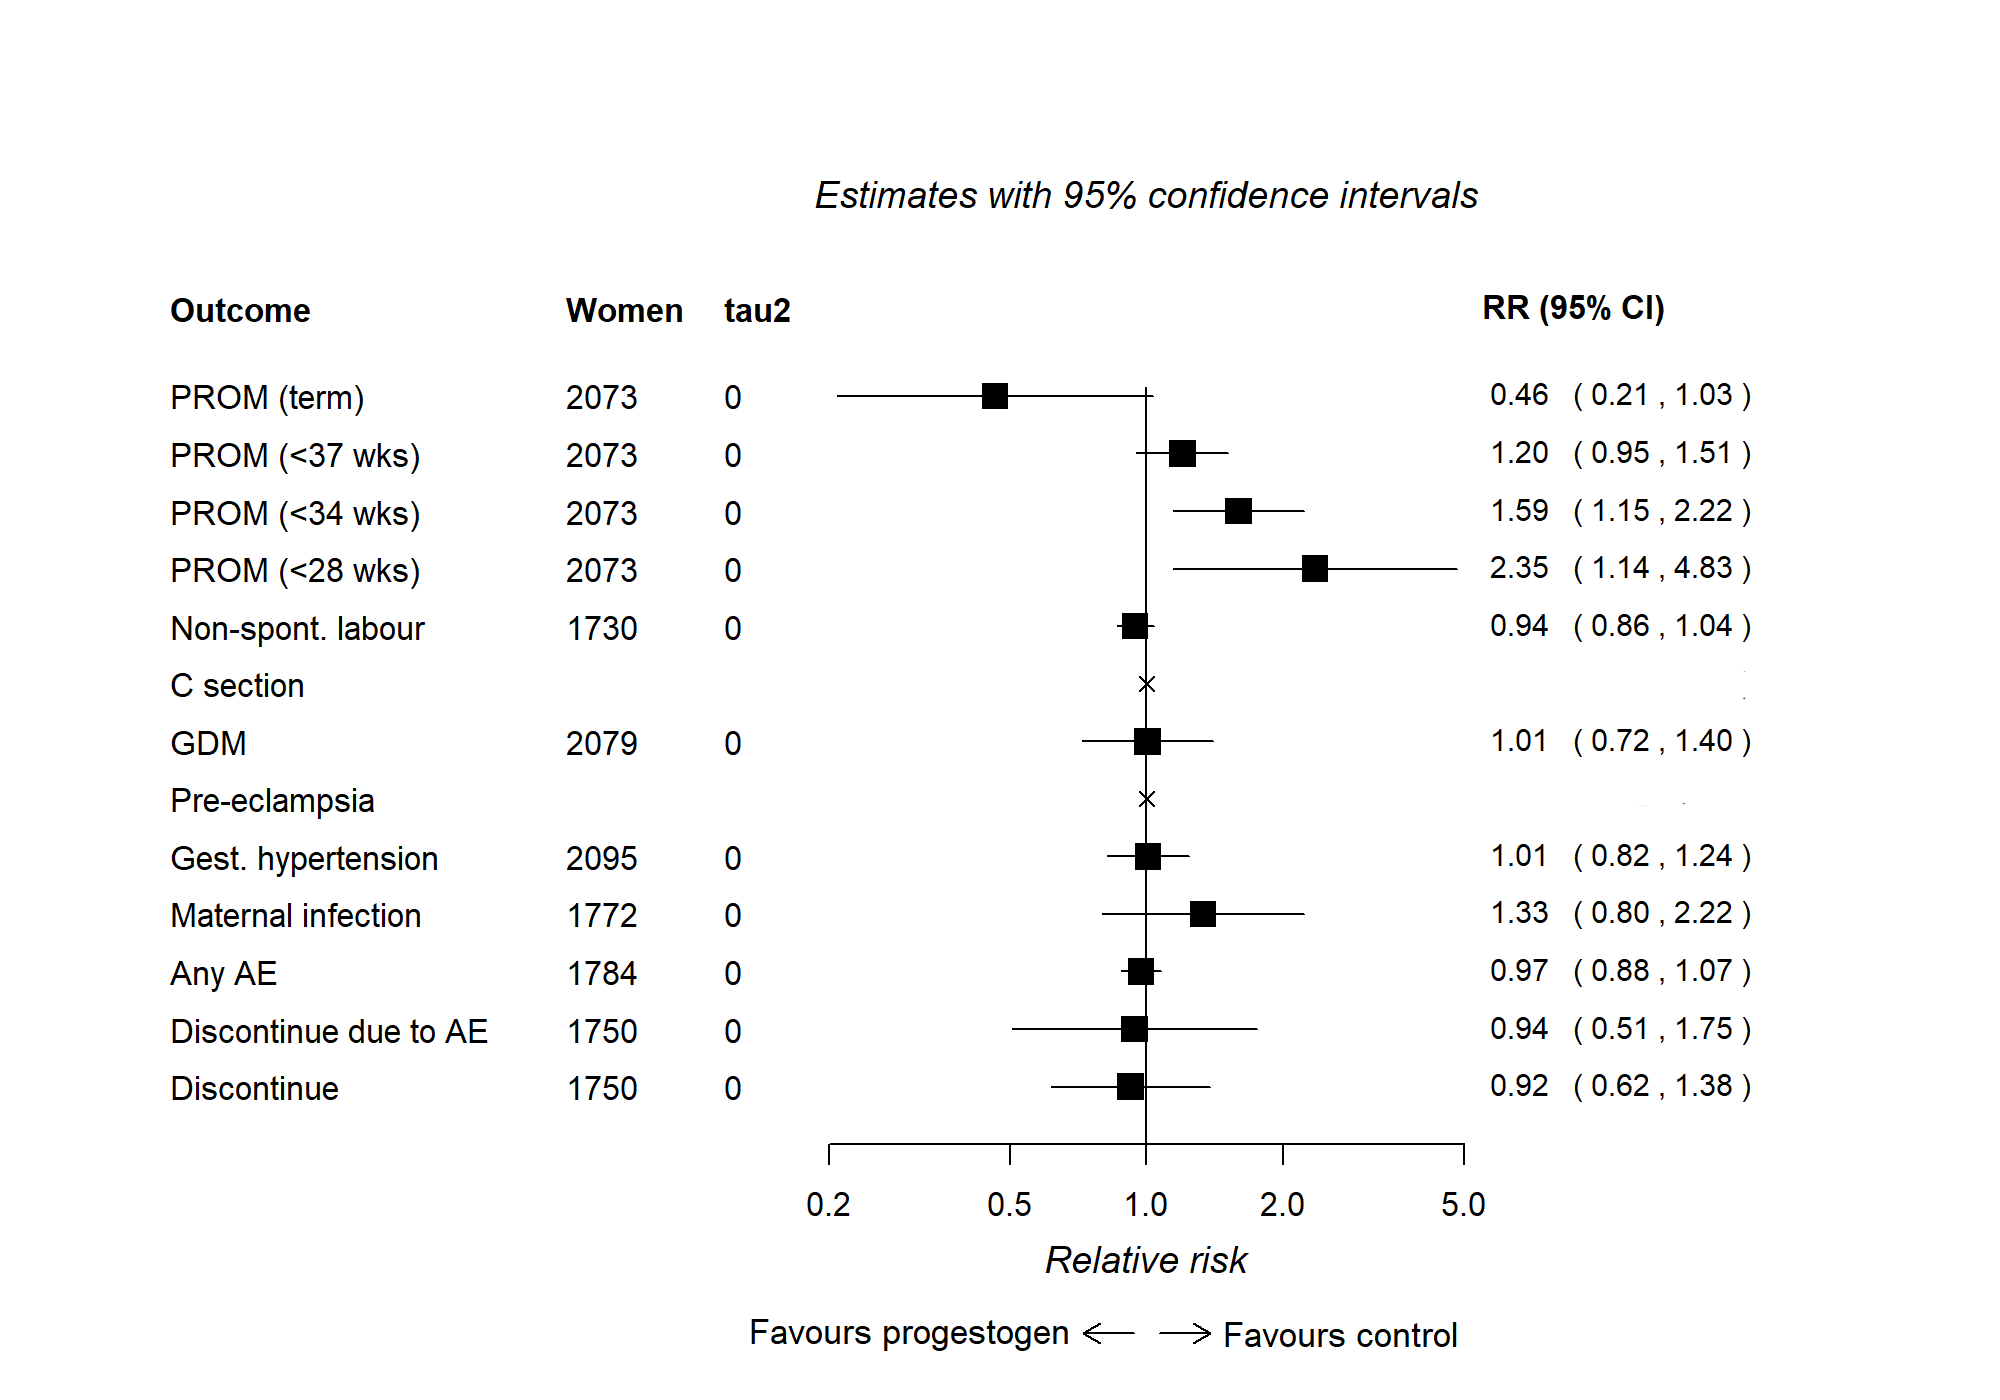 Estimates with 95% confidence intervals
Outcome Women tau2 RR (95% CI)
PROM (term) 2073 0 0.46 ( 0.21 , 1.03 )
PROM (<37 wks) 2073 0 1.20 ( 0.95 , 1.51 )
PROM (<34 wks) 2073 0 1.59 ( 1.15 , 2.22 )
PROM (<28 wks) 2073 0 2.35 ( 1.14 , 4.83 )
Non-spont. labour 1730 0 0.94 ( 0.86 , 1.04 )
C section
GDM 2079 0 1.01 ( 0.72 , 1.40 )
Pre-eclampsia
Gest. hypertension 2095 0 1.01 ( 0.82 , 1.24 )
Maternal infection 1772 0 1.33 ( 0.80 , 2.22 )
Any AE 1784 0 0.97 ( 0.88 , 1.07 )
Discontinue due to AE 1750 0 0.94 ( 0.51 , 1.75 )
Discontinue 1750 0 0.92 ( 0.62 , 1.38 )
0.2 0.5 1.0 2.0 5.0
Relative risk
Favours progestogen Favours control